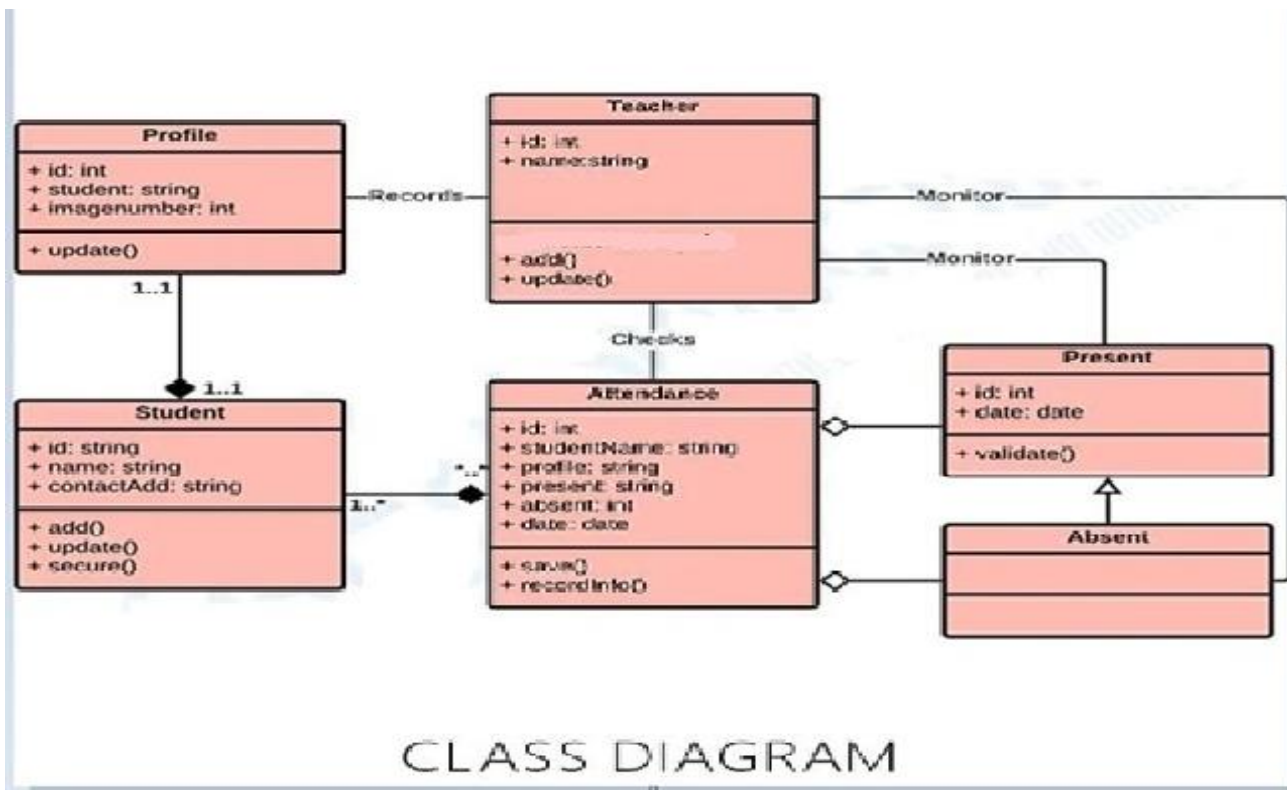 Profile
+ id: int
+ student: string
+ imagenumber: int
+ update()
Records
Teacher
+ id: int
+ name:string
+ add()
+ update()
Monitor
Monitor
Checks
1..1
1..1
Student
+ id: string
+ name: string
+ contactAdd: string
+ add()
+ update()
+ secure()
1..*
*..*
Attendance
+ id: int
+ studentName: string
+ profile: string
+ present: string
+ absent: int
+ date: date
+ save()
+ recordInfo()
Present
+ id: int
+ date: date
+ validate()
Absent
CLASS DIAGRAM